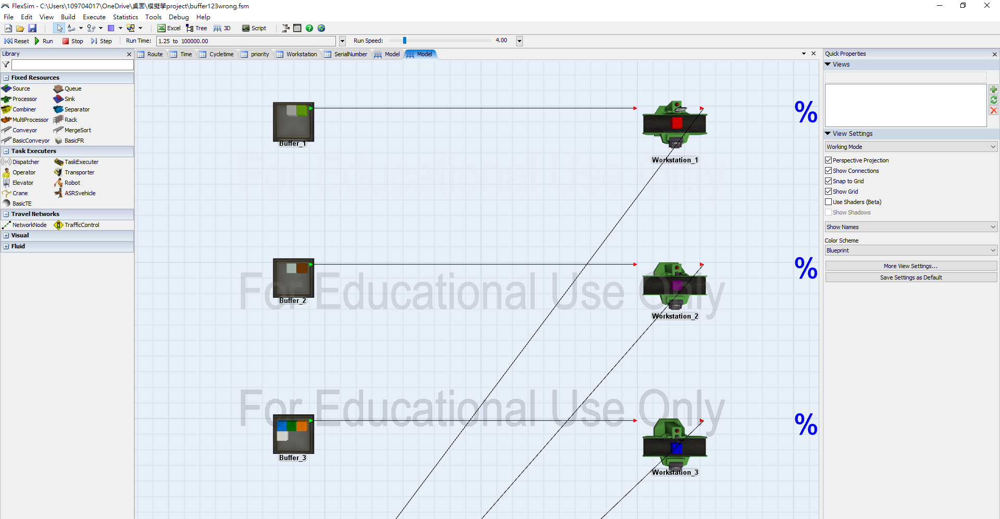 FlexSim - C:\Users\109704017\OneDrive\桌面\模擬學project\buffer123wrong.fsm
File Edit View Build Execute Statistics Tools Debug Help
Excel Tree 3D Script
Reset Run Stop Step Run Time: 1.25 to 100000.00 Run Speed: 4.00
Library
Fixed Resources
Source Queue
Processor Sink
Combiner Separator
MultiProcessor Rack
Conveyor MergeSort
BasicConveyor BasicFR
Task Executers
Dispatcher TaskExecuter
Operator Transporter
Elevator Robot
Crane ASRSvehicle
BasicTE
Travel Networks
NetworkNode TrafficControl
Visual
Fluid
Route Time Cycletime priority Workstation SerialNumber Model Model
%
Buffer_1
Workstation_1
For Educational Use Only
%
For Educational Use Only
Buffer_2
Workstation_2
For Educational Use Only
%
Buffer_3
Workstation_3
Quick Properties
Views
View Settings
Working Mode
Perspective Projection
Show Connections
Snap to Grid
Show Grid
Use Shaders (Beta)
Show Shadows
Show Names
Color Scheme
Blueprint
More View Settings...
Save Settings as Default